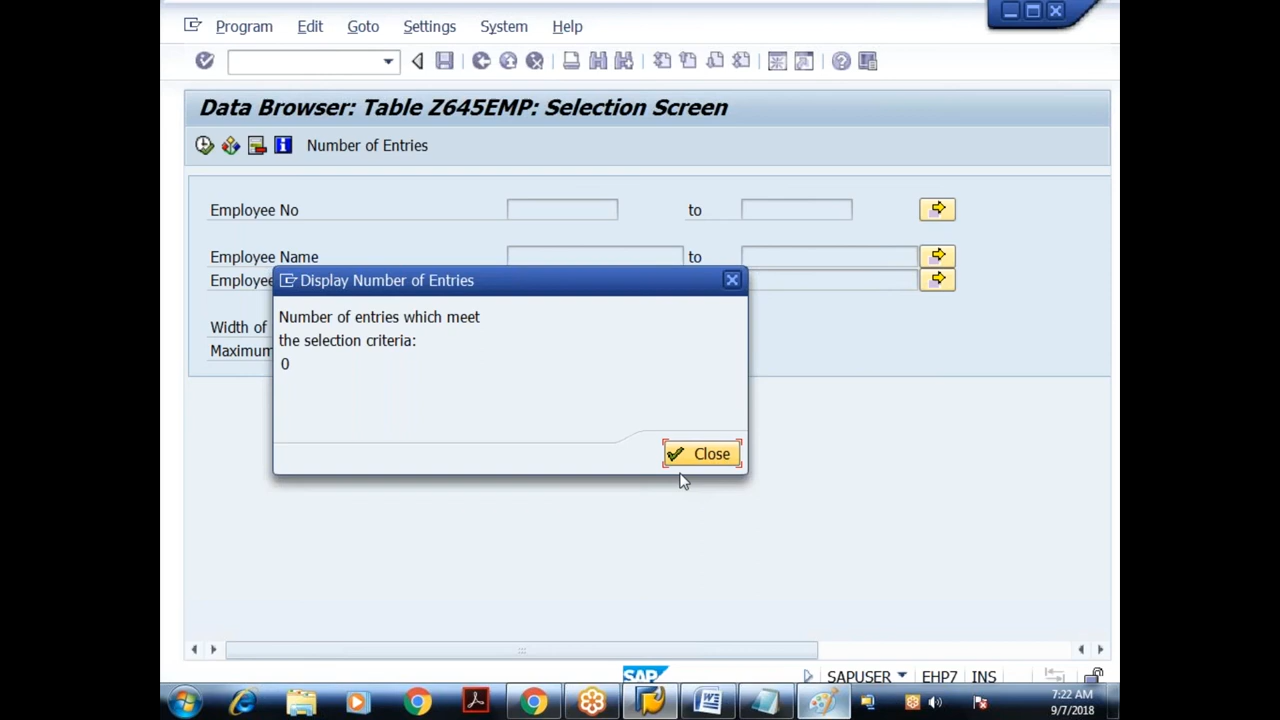 Program Edit Goto Settings System Help
Data Browser: Table Z645EMP: Selection Screen
Number of Entries
Employee No to
Employee Name to
Employee
Display Number of Entries
Number of entries which meet
the selection criteria:
0
Width of
Maximum
Close
SAP
SAPUSER EHP7 INS
7:22 AM
9/7/2018